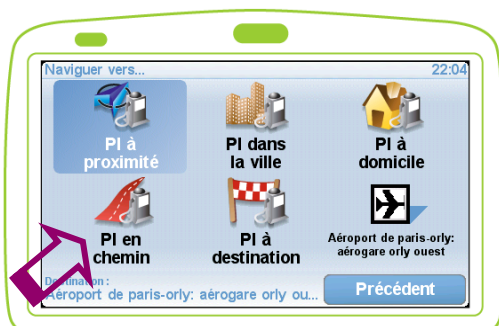 Naviguer vers... 22:04
PI à
proximité
PI dans
la ville
PI à
domicile
PI en
chemin
PI à
destination
Aéroport de paris-orly:
aérogare orly ouest
Destination :
Aéroport de paris-orly: aérogare orly ou...
Précédent